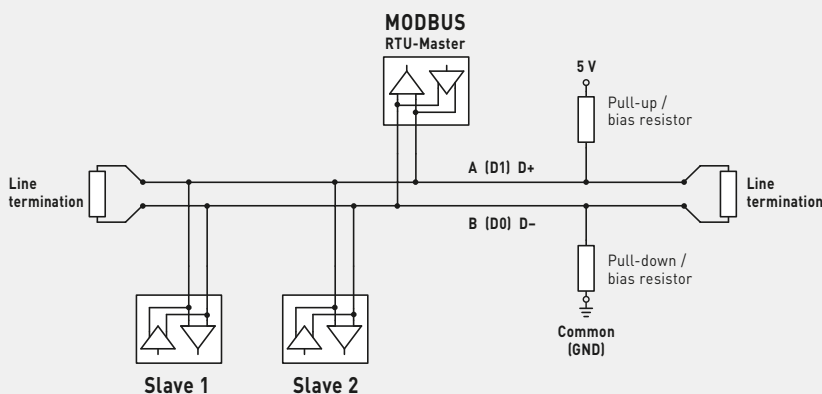 MODBUS
RTU-Master
5 V
Pull-up /
bias resistor
A (D1) D+
Line
termination
Line
termination
B (D0) D–
Pull-down /
bias resistor
Common
(GND)
Slave 1
Slave 2